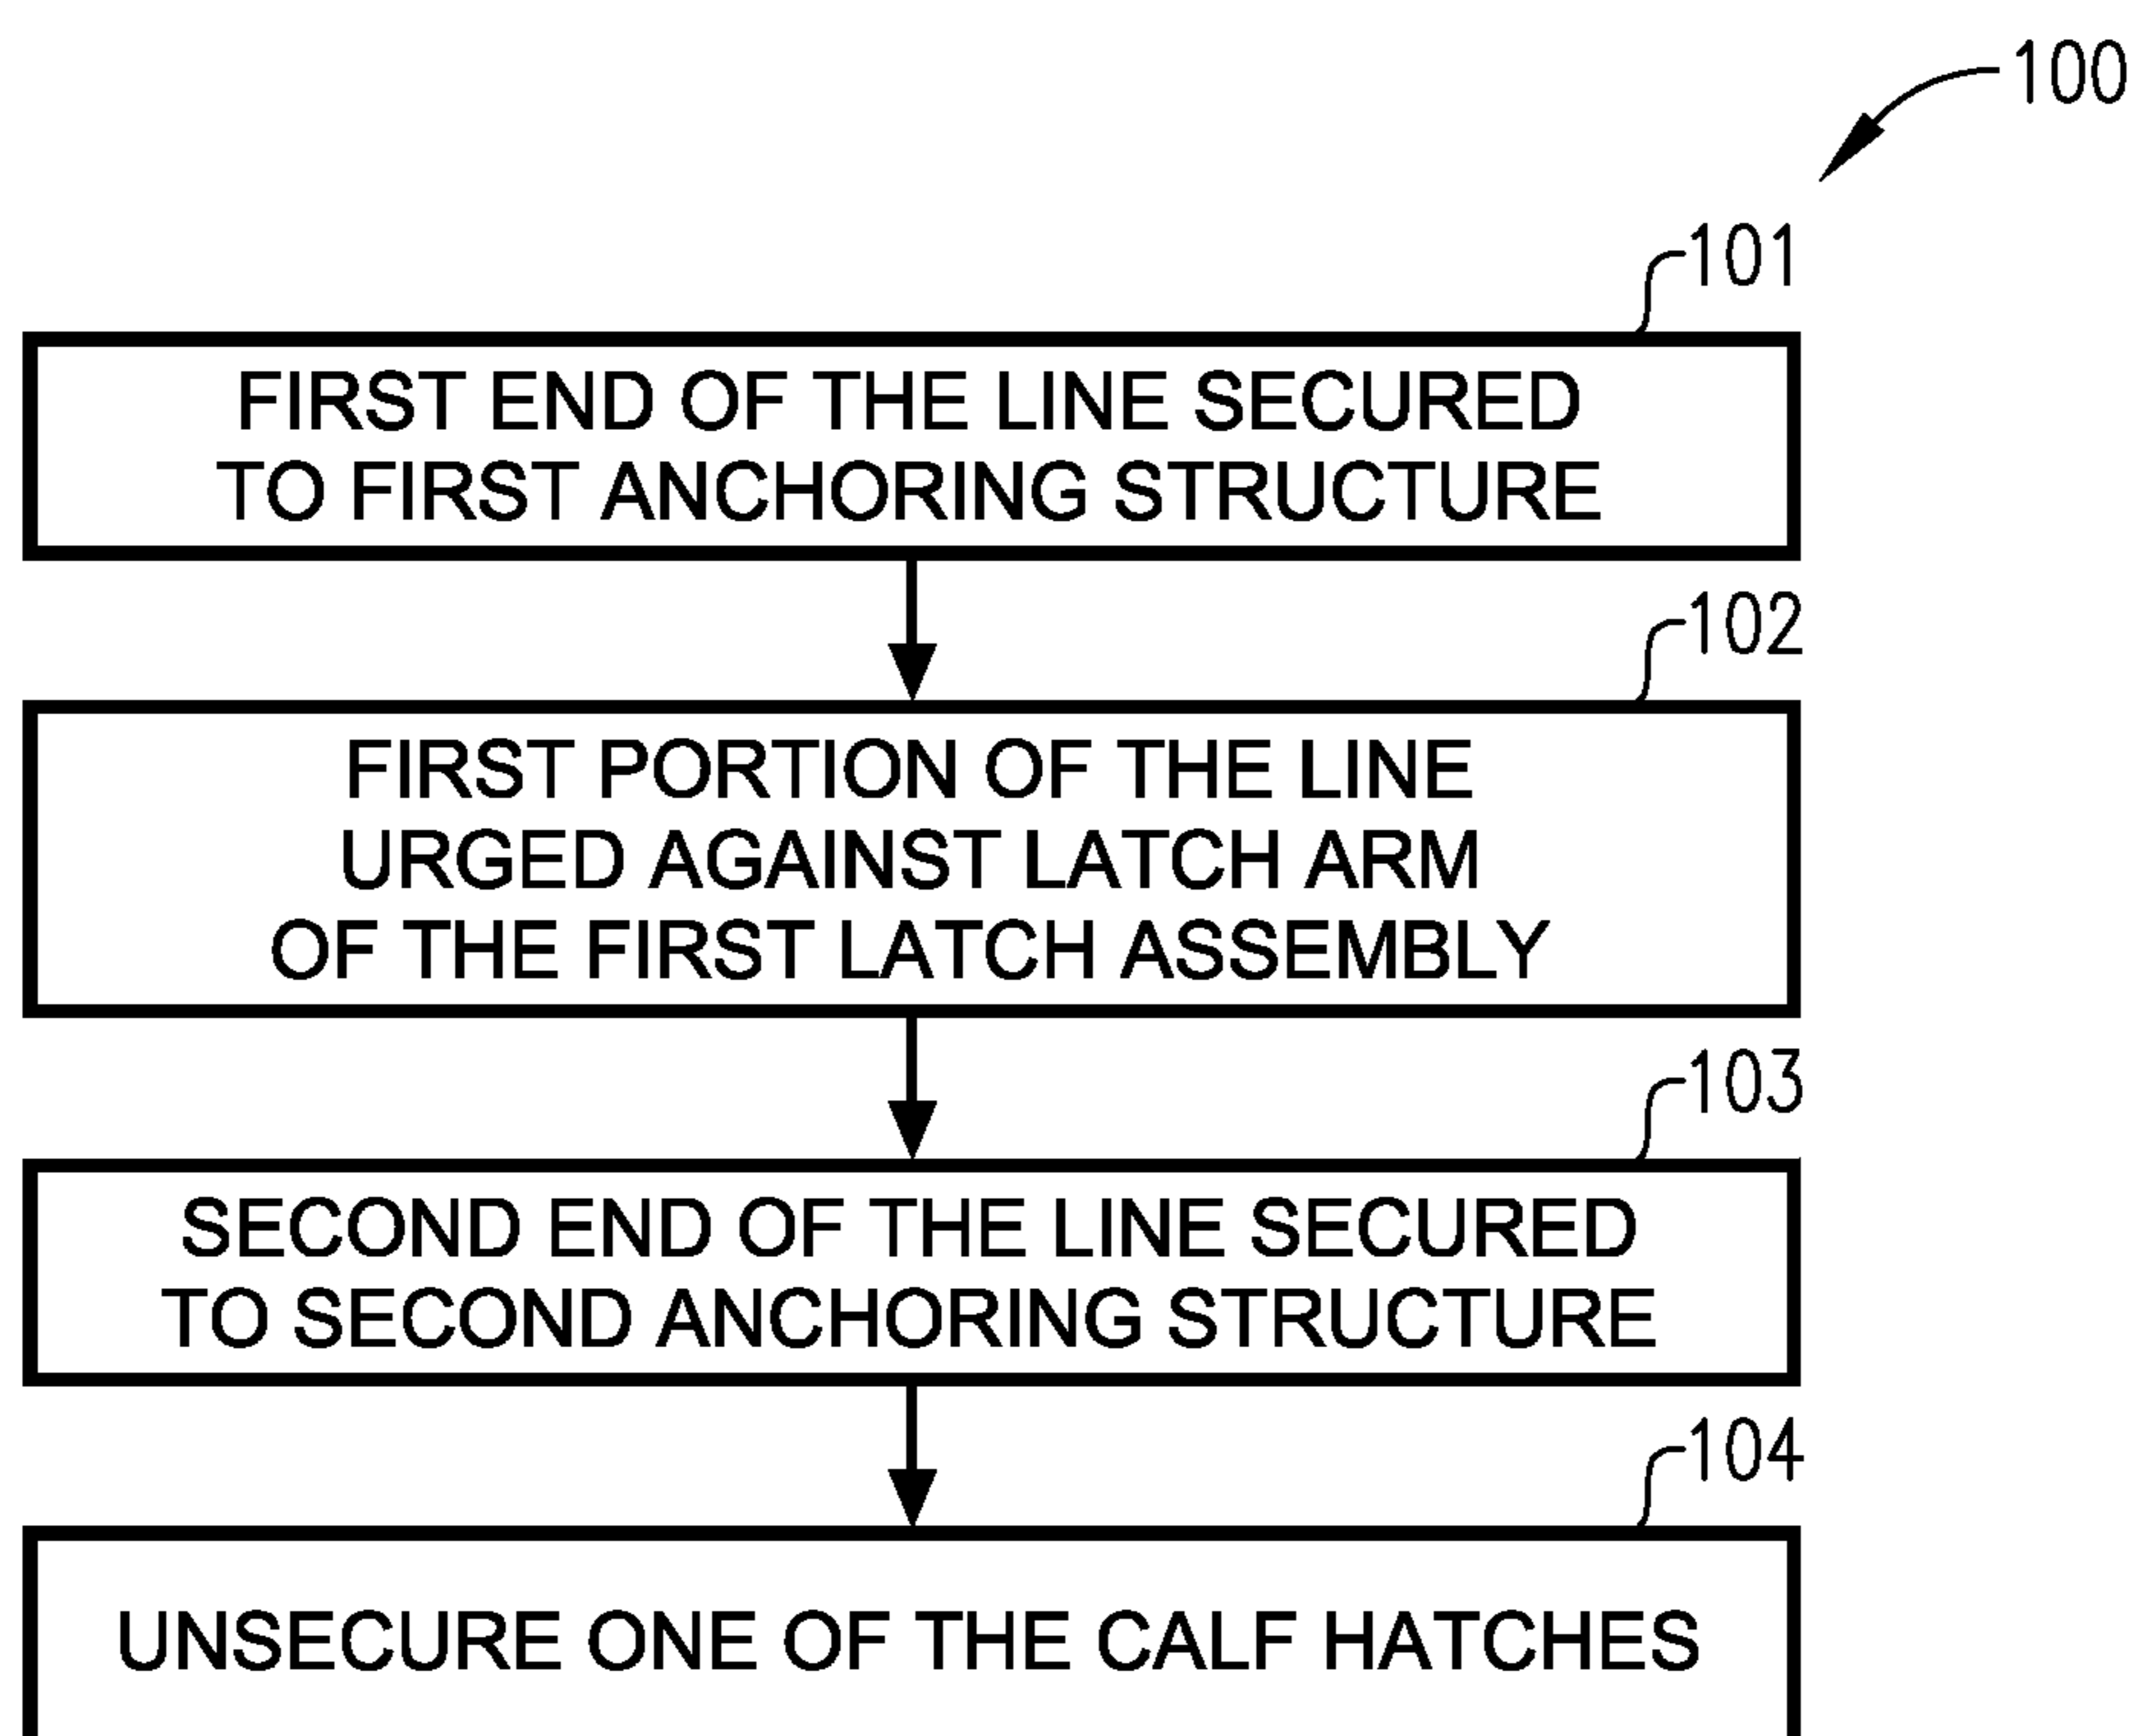 100
101
FIRST END OF THE LINE SECURED
TO FIRST ANCHORING STRUCTURE
102
FIRST PORTION OF THE LINE
URGED AGAINST LATCH ARM
OF THE FIRST LATCH ASSEMBLY
103
SECOND END OF THE LINE SECURED
TO SECOND ANCHORING STRUCTURE
104
UNSECURE ONE OF THE CALF HATCHES